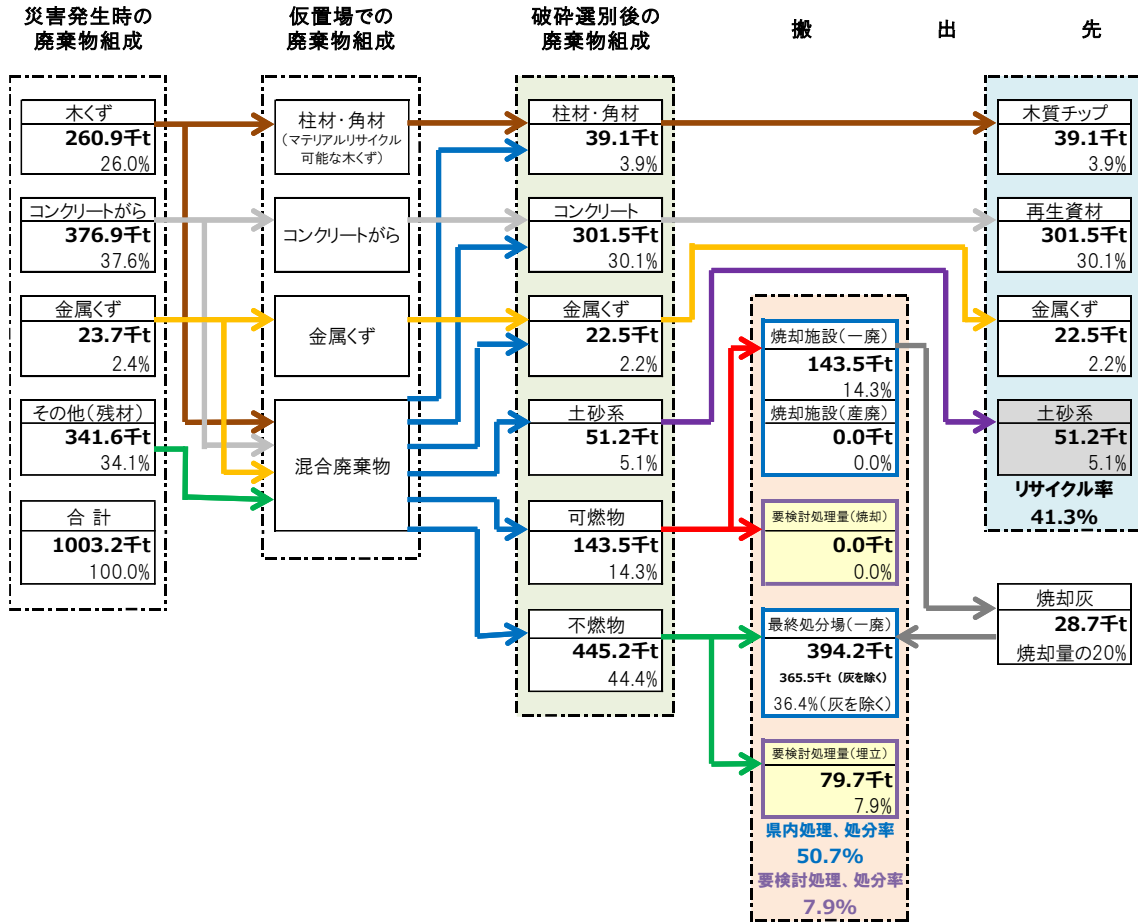 災害発生時の
廃棄物組成
木くず
260.9千t
26.0%
コンクリートがら
376.9千t
37.6%
金属くず
23.7千t
2.4%
その他(残材)
341.6千t
34.1%
合 計
1003.2千t
100.0%
仮置場での
廃棄物組成
柱材・角材
(マテリアルリサイクル
可能な木くず)
コンクリートがら
金属くず
混合廃棄物
破砕選別後の
廃棄物組成
柱材・角材
39.1千t
3.9%
コンクリート
301.5千t
30.1%
金属くず
22.5千t
2.2%
土砂系
51.2千t
5.1%
可燃物
143.5千t
14.3%
不燃物
445.2千t
44.4%
搬 出 先
焼却施設(一廃)
143.5千t
14.3%
焼却施設(産廃)
0.0千t
0.0%
要検討処理量(焼却)
0.0千t
0.0%
最終処分場(一廃)
394.2千t
365.5千t (灰を除く)
36.4%(灰を除く)
要検討処理量(埋立)
79.7千t
7.9%
県内処理、処分率
50.7%
要検討処理、処分率
7.9%
木質チップ
39.1千t
3.9%
再生資材
301.5千t
30.1%
金属くず
22.5千t
2.2%
土砂系
51.2千t
5.1%
リサイクル率
41.3%
焼却灰
28.7千t
焼却量の20%